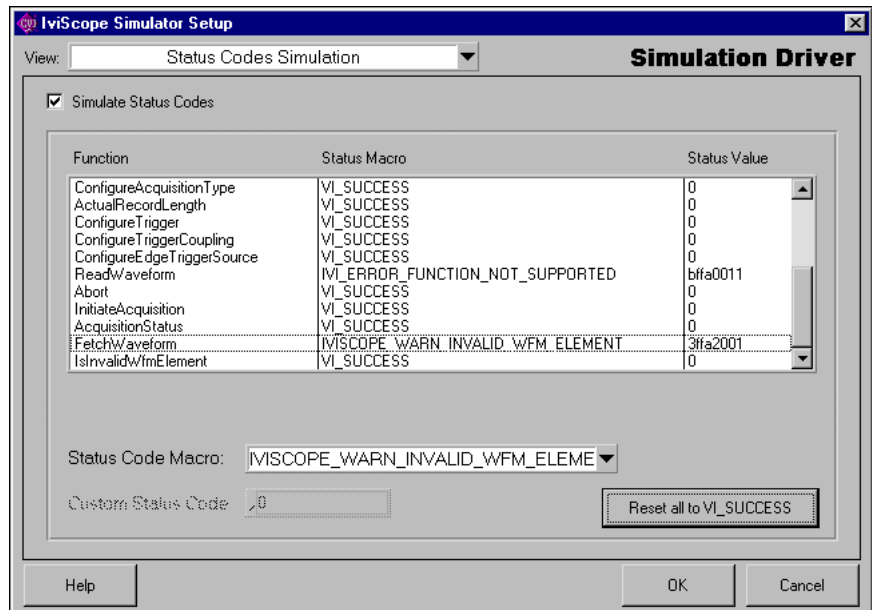 CVI IviScope Simulator Setup
View: Status Codes Simulation Simulation Driver
Simulate Status Codes
Function Status Macro Status Value
ConfigureAcquisitionType VI_SUCCESS 0
ActualRecordLength VI_SUCCESS 0
ConfigureTrigger VI_SUCCESS 0
ConfigureTriggerCoupling VI_SUCCESS 0
ConfigureEdgeTriggerSource VI_SUCCESS 0
ReadWaveform IVI_ERROR_FUNCTION_NOT_SUPPORTED bffa0011
Abort VI_SUCCESS 0
InitiateAcquisition VI_SUCCESS 0
AcquisitionStatus VI_SUCCESS 0
FetchWaveform IVISCOPE_WARN_INVALID_WFM_ELEMENT 3ffa2001
IsInvalidWfmElement VI_SUCCESS 0
Status Code Macro: IVISCOPE_WARN_INVALID_WFM_ELEME
Custom Status Code 0
Reset all to VI_SUCCESS
Help OK Cancel